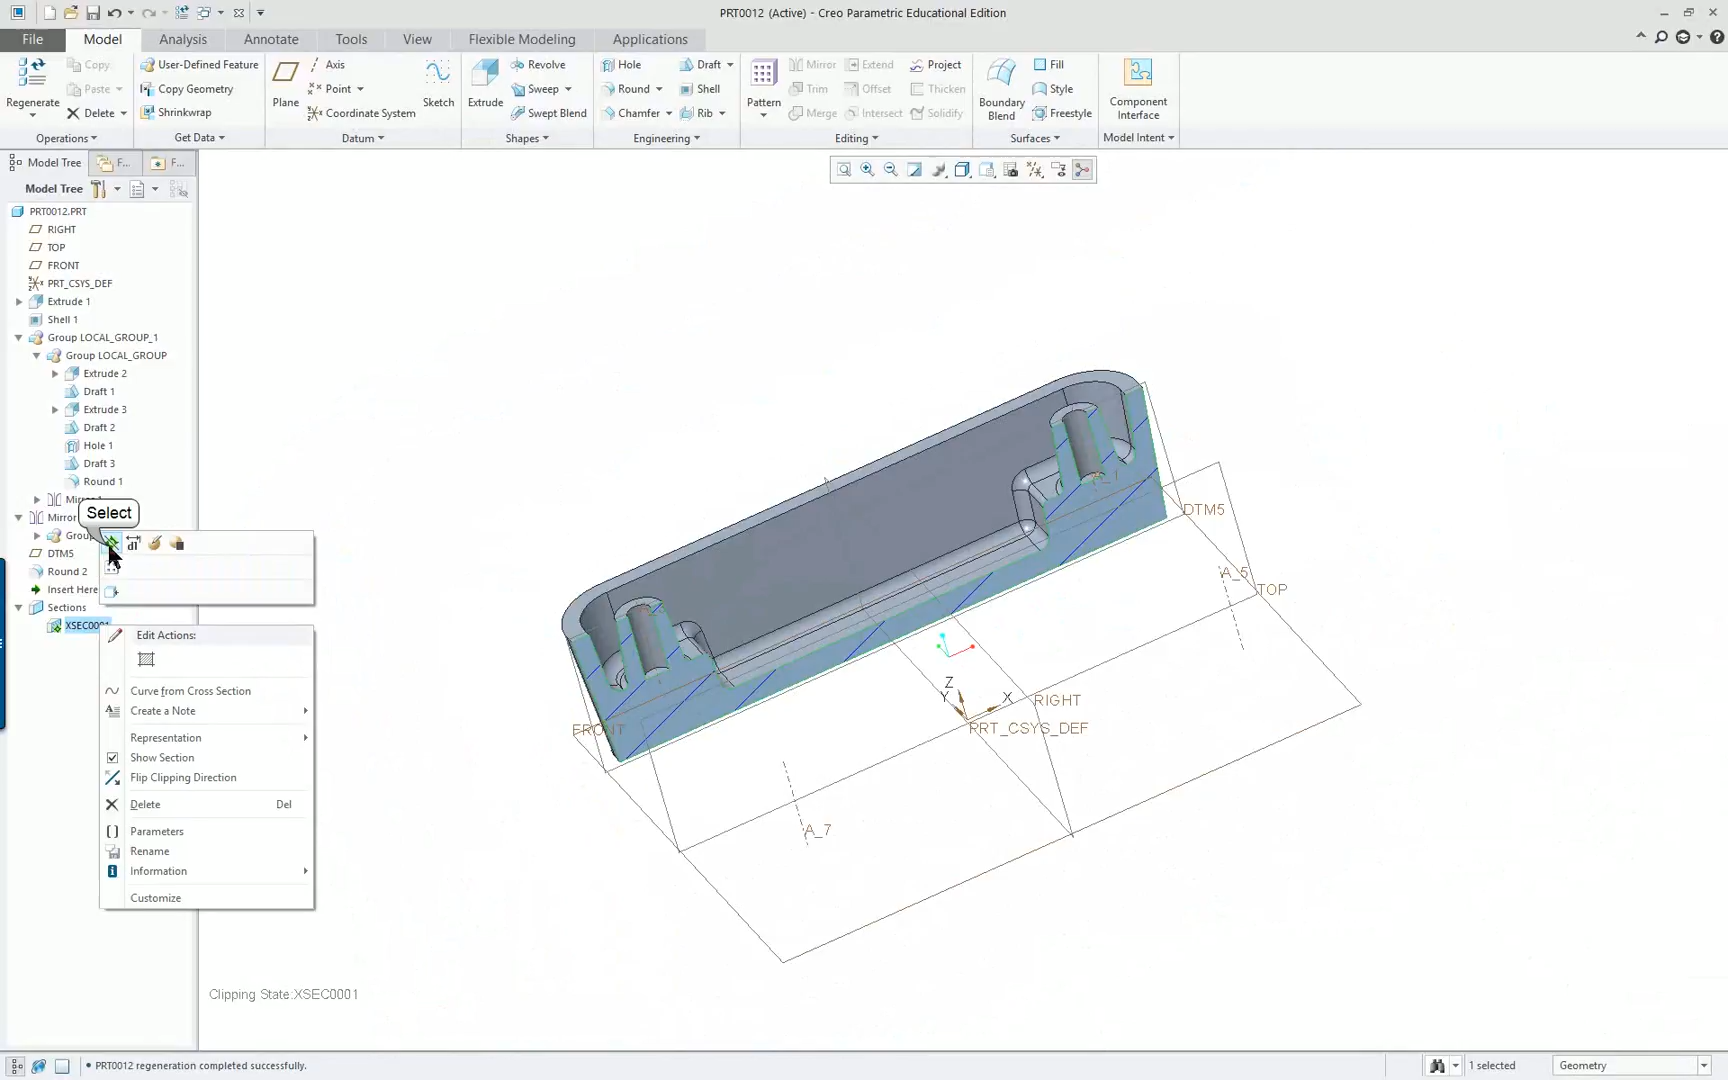 PRT0012 (Active) - Creo Parametric Educational Edition
File Model Analysis Annotate Tools View Flexible Modeling Applications
Regenerate
Copy
Paste
Delete
Operations
User-Defined Feature
Copy Geometry
Shrinkwrap
Get Data
Plane
Axis
Point
Coordinate System
Sketch
Datum
Extrude
Revolve
Sweep
Swept Blend
Shapes
Hole
Round
Chamfer
Draft
Shell
Rib
Engineering
Pattern
Mirror
Trim
Merge
Extend
Offset
Intersect
Project
Thicken
Solidify
Editing
Boundary
Blend
Fill
Style
Freestyle
Surfaces
Component
Interface
Model Intent
Model Tree
F...
F...
Model Tree
PRT0012.PRT
RIGHT
TOP
FRONT
PRT_CSYS_DEF
Extrude 1
Shell 1
Group LOCAL_GROUP_1
Group LOCAL_GROUP
Extrude 2
Draft 1
Extrude 3
Draft 2
Hole 1
Draft 3
Round 1
Mirror
Select
Mirror
Group
DTM5
Round 2
Insert Here
Sections
XSEC0001
Edit Actions:
Curve from Cross Section
Create a Note
Representation
Show Section
Flip Clipping Direction
Delete Del
Parameters
Rename
Information
Customize
DTM5
A_5
TOP
FRONT
Z
Y
X
RIGHT
PRT_CSYS_DEF
A_7
Clipping State:XSEC0001
PRT0012 regeneration completed successfully.
1 selected
Geometry